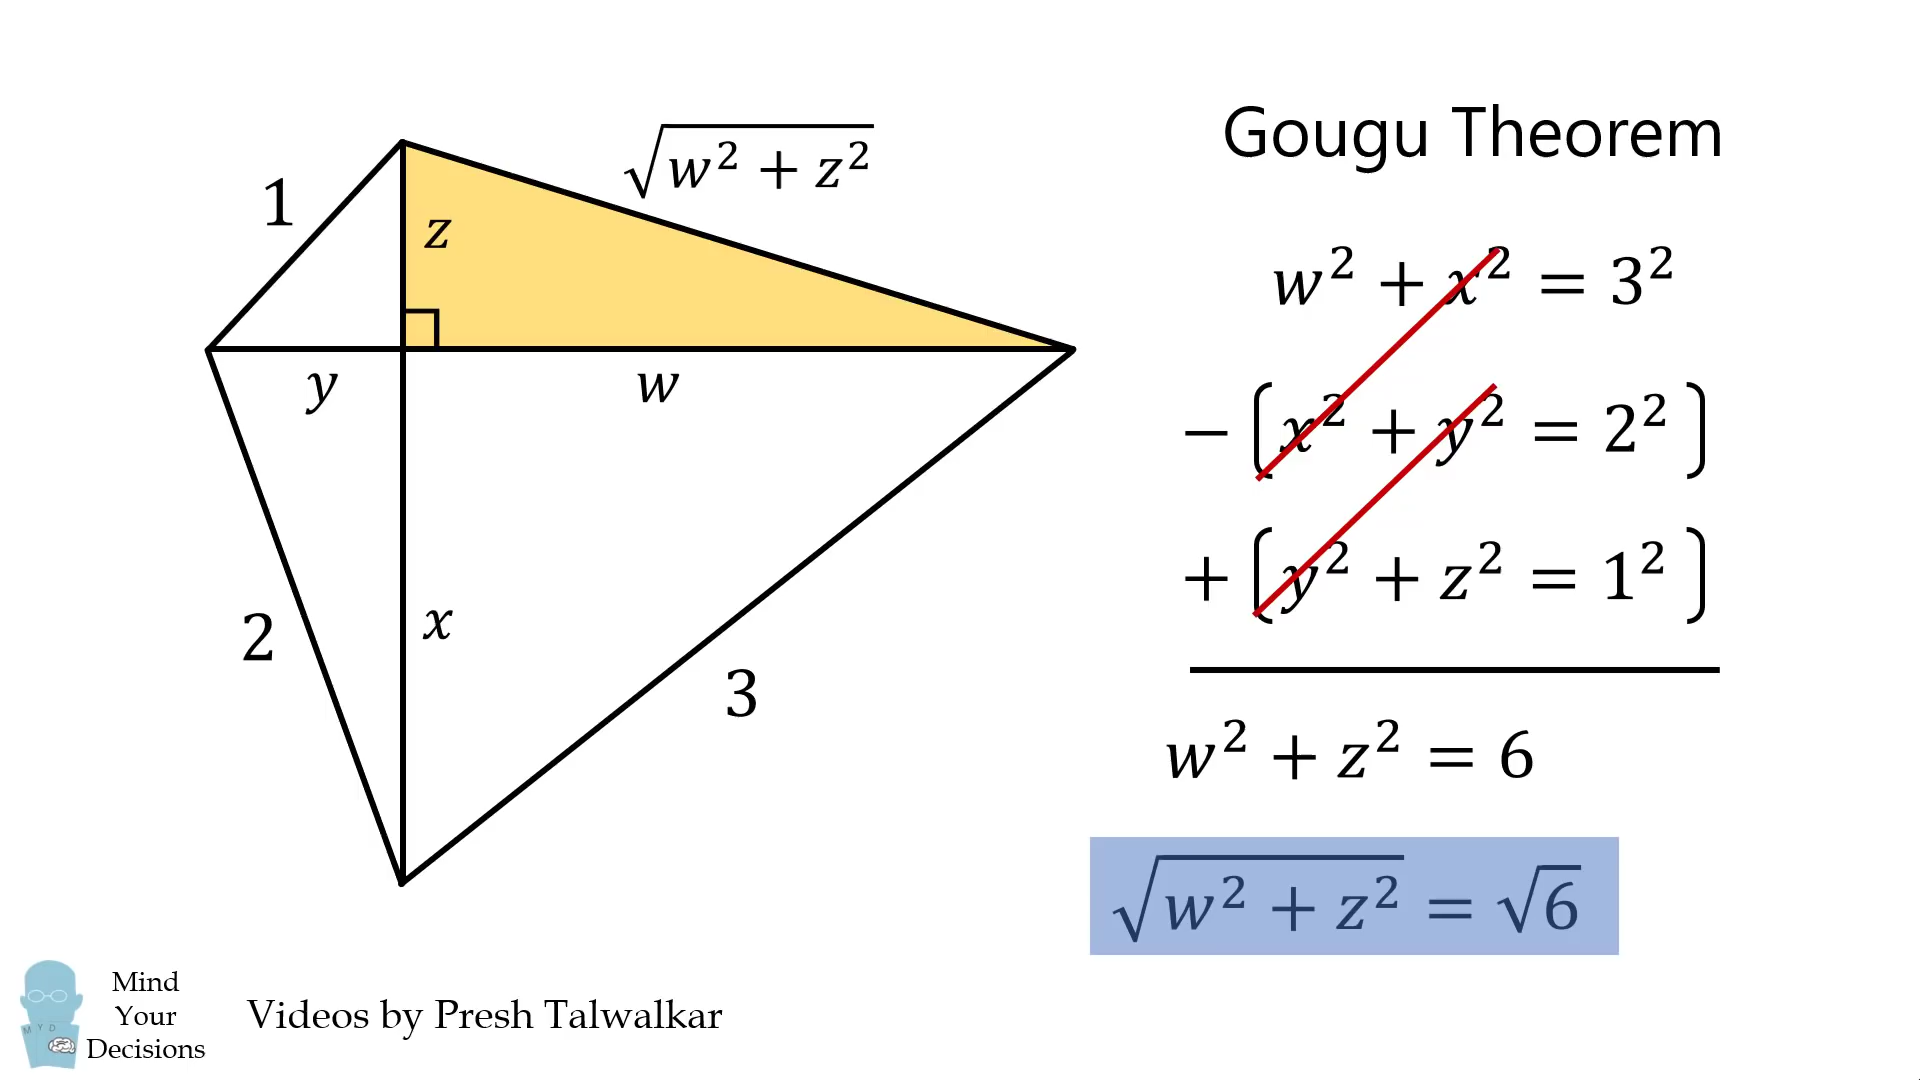 Gougu Theorem
√(w² + z²)
1
z
y
w
2
x
3
w² + x² = 3²
− (x² + y² = 2²)
+ (y² + z² = 1²)
w² + z² = 6
√(w² + z²) = √6
M Y D
Mind
Your
Decisions
Videos by Presh Talwalkar